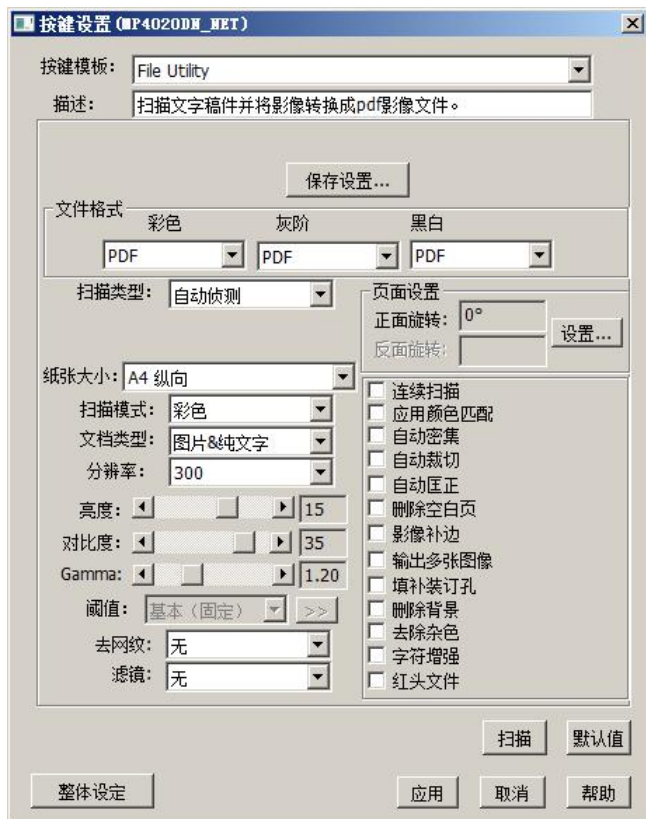 按键设置(MP4020DN_NET)
按键模板: File Utility
描述: 扫描文字稿件并将影像转换成pdf影像文件。
保存设置...
文件格式
彩色 灰阶 黑白
PDF PDF PDF
扫描类型: 自动侦测
页面设置
正面旋转: 0°
反面旋转:
设置...
纸张大小: A4 纵向
扫描模式: 彩色
文档类型: 图片&纯文字
分辨率: 300
亮度: 15
对比度: 35
Gamma: 1.20
阈值: 基本（固定） >>
去网纹: 无
滤镜: 无
连续扫描
应用颜色匹配
自动密集
自动裁切
自动匡正
删除空白页
影像补边
输出多张图像
填补装订孔
删除背景
去除杂色
字符增强
红头文件
扫描 默认值
整体设定 应用 取消 帮助